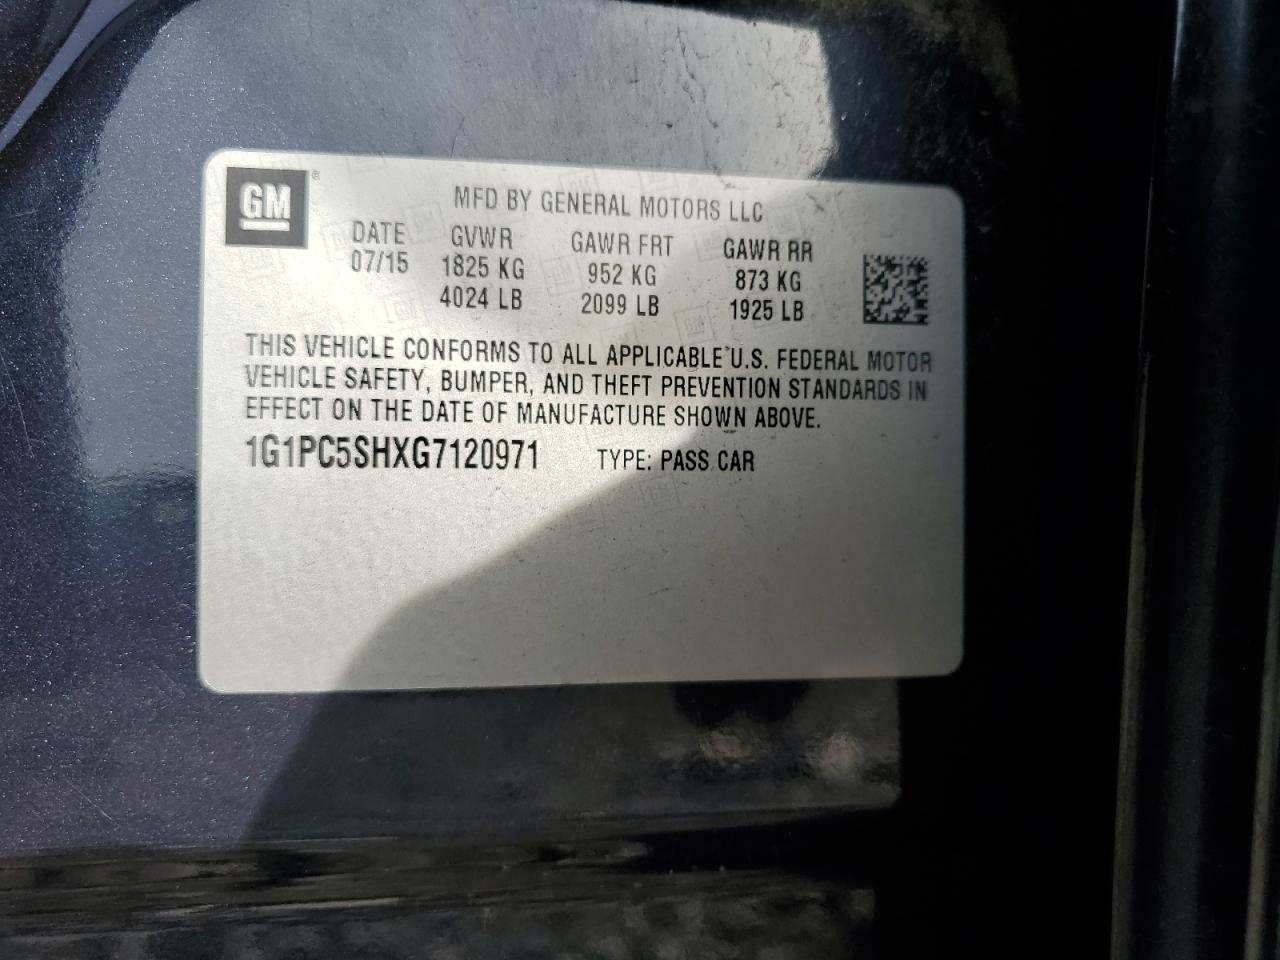 GM®
MFD BY GENERAL MOTORS LLC
DATE GVWR GAWR FRT GAWR RR
07/15 1825 KG 952 KG 873 KG
4024 LB 2099 LB 1925 LB
THIS VEHICLE CONFORMS TO ALL APPLICABLE U.S. FEDERAL MOTOR
VEHICLE SAFETY, BUMPER, AND THEFT PREVENTION STANDARDS IN
EFFECT ON THE DATE OF MANUFACTURE SHOWN ABOVE.
1G1PC5SHXG7120971 TYPE: PASS CAR